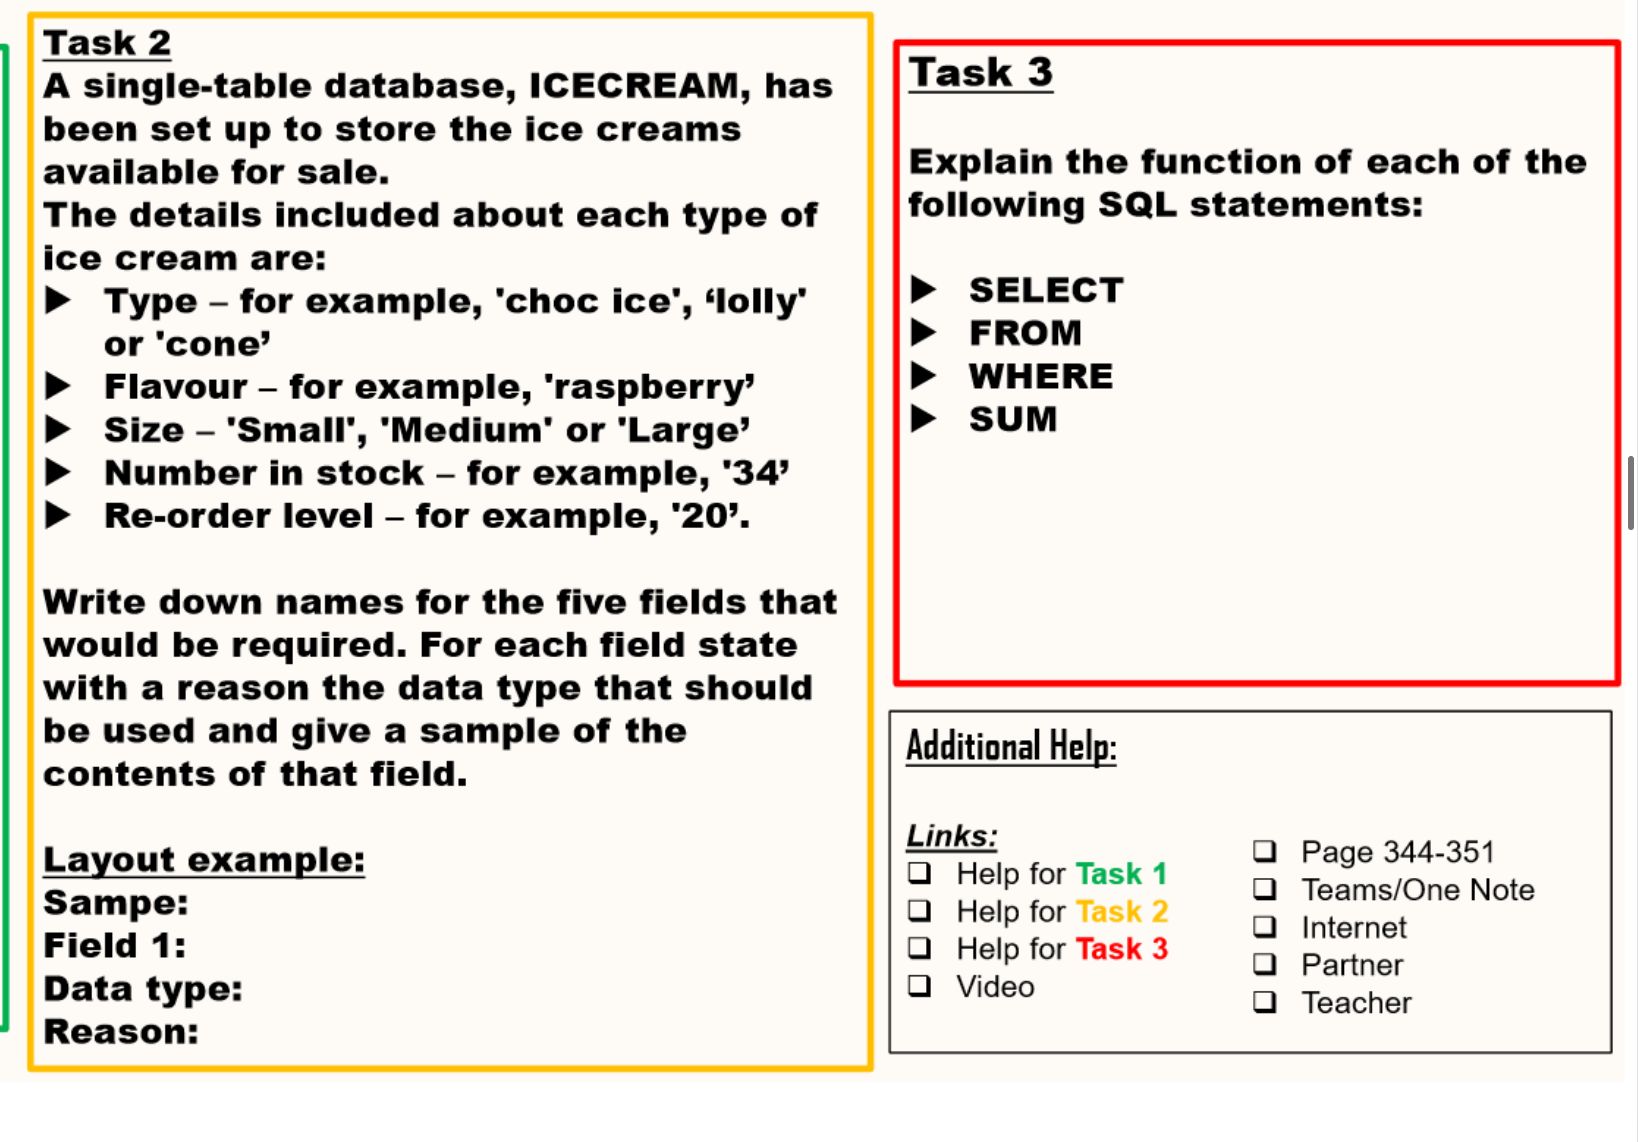 Task 2
A single-table database, ICECREAM, has
been set up to store the ice creams
available for sale.
The details included about each type of
ice cream are:
▶ Type – for example, 'choc ice', ‘lolly'
or 'cone’
▶ Flavour – for example, 'raspberry’
▶ Size – 'Small', 'Medium' or 'Large’
▶ Number in stock – for example, '34’
▶ Re-order level – for example, '20’.
Write down names for the five fields that
would be required. For each field state
with a reason the data type that should
be used and give a sample of the
contents of that field.
Layout example:
Sampe:
Field 1:
Data type:
Reason:
Task 3
Explain the function of each of the
following SQL statements:
▶ SELECT
▶ FROM
▶ WHERE
▶ SUM
Additional Help:
Links:
❑ Help for Task 1
❑ Help for Task 2
❑ Help for Task 3
❑ Video
❑ Page 344-351
❑ Teams/One Note
❑ Internet
❑ Partner
❑ Teacher